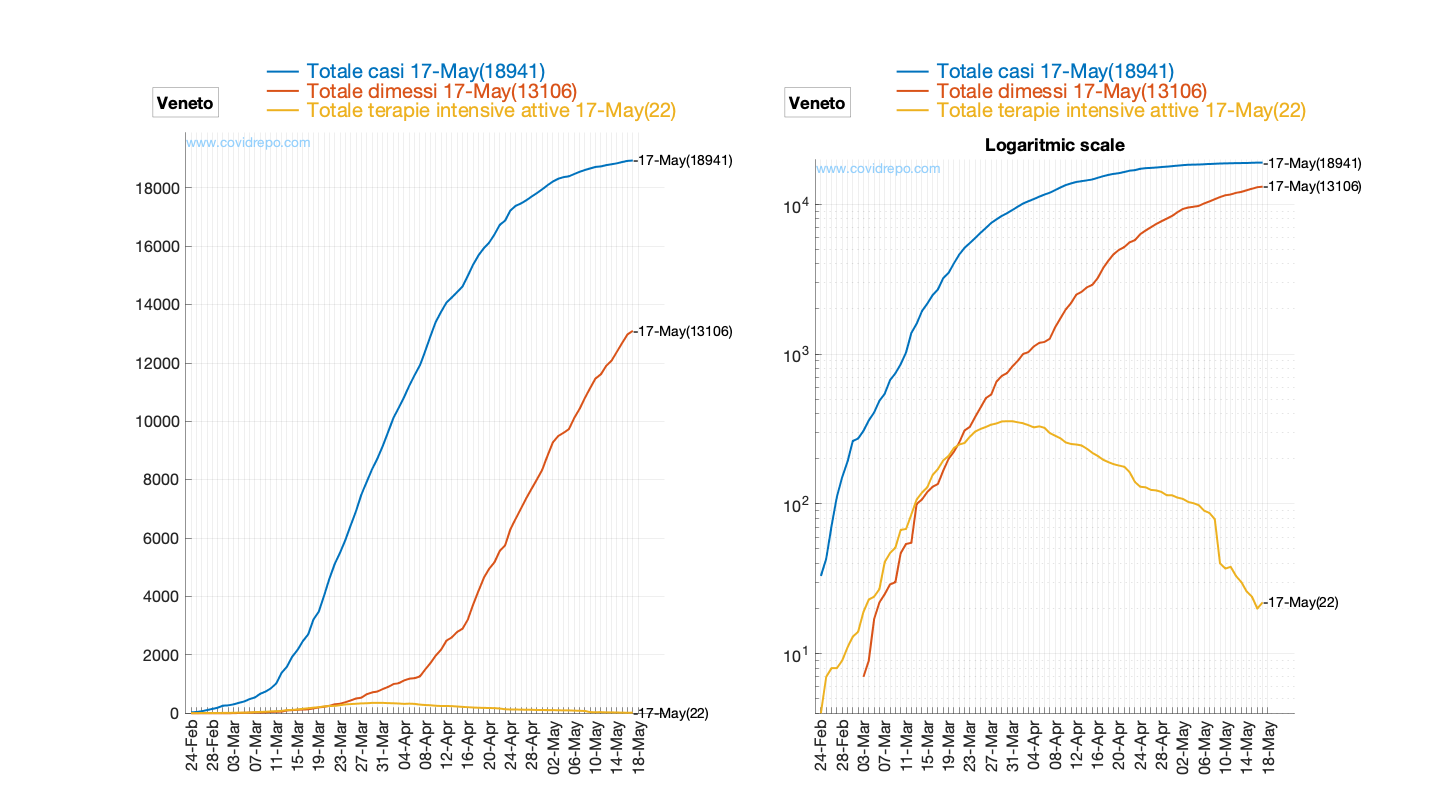 Totale casi 17-May(18941)
Totale dimessi 17-May(13106)
Totale terapie intensive attive 17-May(22)
Veneto
www.covidrepo.com
18000
16000
14000
12000
10000
8000
6000
4000
2000
0
-17-May(18941)
-17-May(13106)
-17-May(22)
24-Feb
28-Feb
03-Mar
07-Mar
11-Mar
15-Mar
19-Mar
23-Mar
27-Mar
31-Mar
04-Apr
08-Apr
12-Apr
16-Apr
20-Apr
24-Apr
28-Apr
02-May
06-May
10-May
14-May
18-May
Totale casi 17-May(18941)
Totale dimessi 17-May(13106)
Totale terapie intensive attive 17-May(22)
Veneto
Logaritmic scale
www.covidrepo.com
10⁴
10³
10²
10¹
-17-May(18941)
-17-May(13106)
-17-May(22)
24-Feb
28-Feb
03-Mar
07-Mar
11-Mar
15-Mar
19-Mar
23-Mar
27-Mar
31-Mar
04-Apr
08-Apr
12-Apr
16-Apr
20-Apr
24-Apr
28-Apr
02-May
06-May
10-May
14-May
18-May